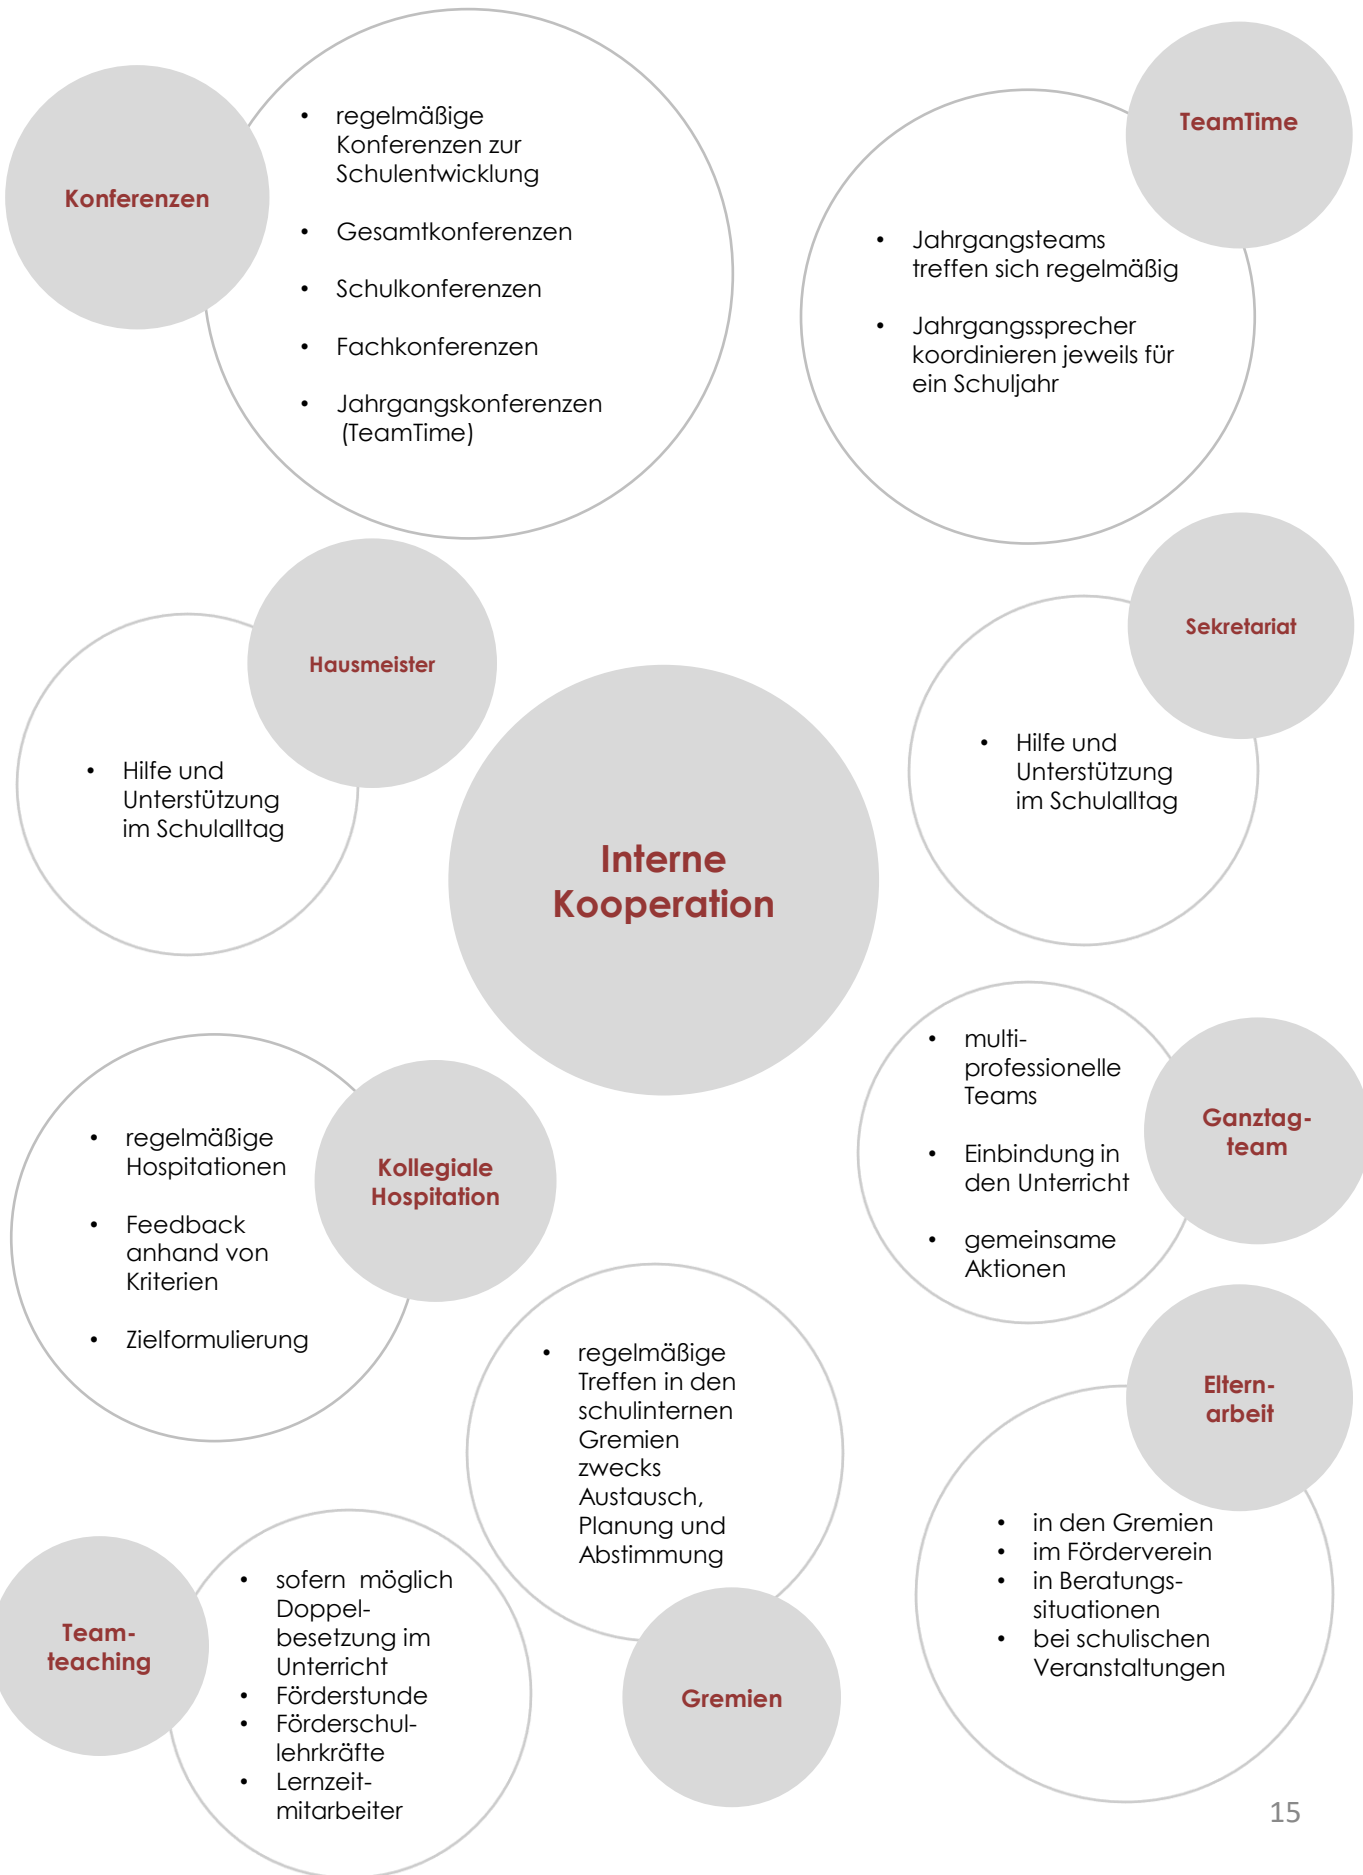 Konferenzen
• regelmäßige
Konferenzen zur
Schulentwicklung
• Gesamtkonferenzen
• Schulkonferenzen
• Fachkonferenzen
• Jahrgangskonferenzen
(TeamTime)
TeamTime
• Jahrgangsteams
treffen sich regelmäßig
• Jahrgangssprecher
koordinieren jeweils für
ein Schuljahr
Hausmeister
• Hilfe und
Unterstützung
im Schulalltag
Sekretariat
• Hilfe und
Unterstützung
im Schulalltag
Interne
Kooperation
Kollegiale
Hospitation
• regelmäßige
Hospitationen
• Feedback
anhand von
Kriterien
• Zielformulierung
Ganztag-
team
• multi-
professionelle
Teams
• Einbindung in
den Unterricht
• gemeinsame
Aktionen
• regelmäßige
Treffen in den
schulinternen
Gremien
zwecks
Austausch,
Planung und
Abstimmung
Gremien
Eltern-
arbeit
• in den Gremien
• im Förderverein
• in Beratungs-
situationen
• bei schulischen
Veranstaltungen
Team-
teaching
• sofern möglich
Doppel-
besetzung im
Unterricht
• Förderstunde
• Förderschul-
lehrkräfte
• Lernzeit-
mitarbeiter
15